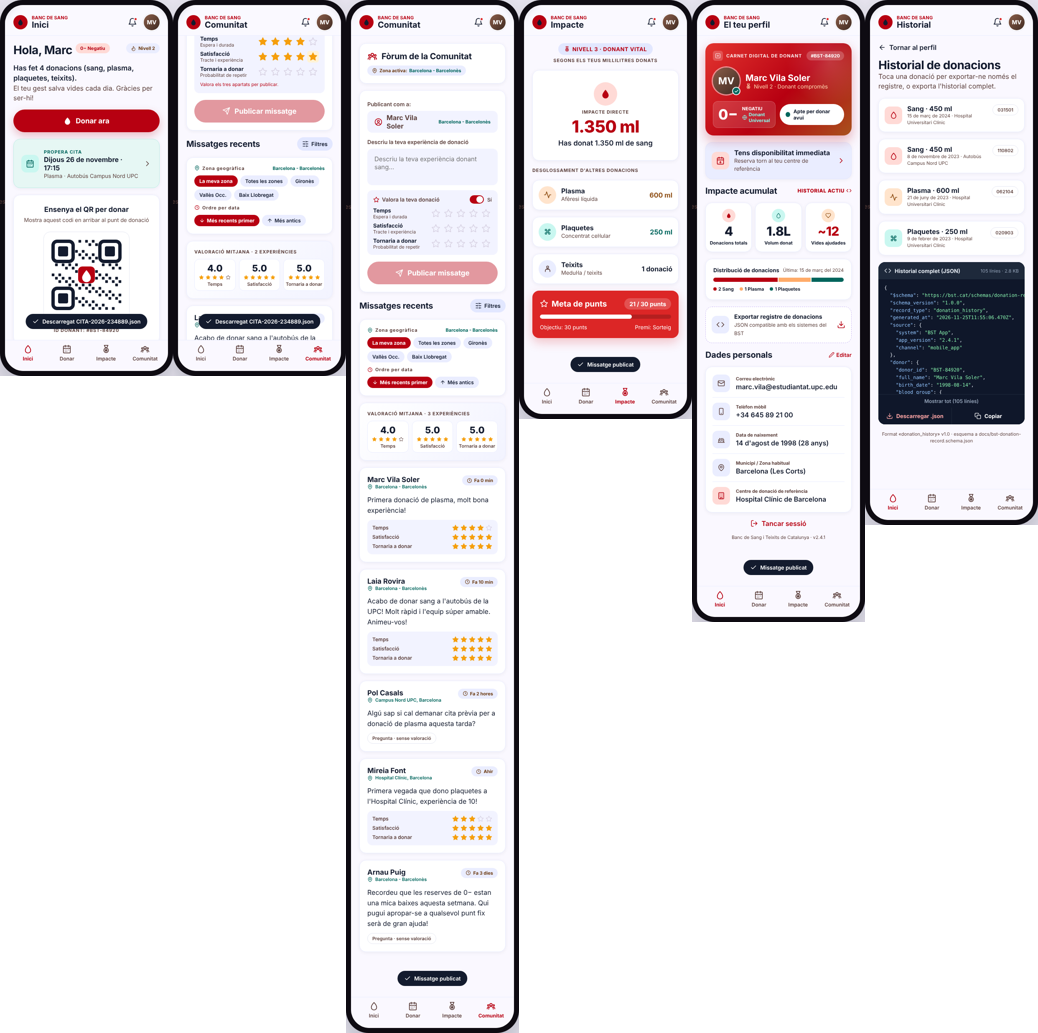 BANC DE SANG
Inici
MV
Hola, Marc
0− Negatiu
Nivell 2
Has fet 4 donacions (sang, plasma,
plaquetes, teixits).
El teu gest salva vides cada dia. Gràcies per
ser-hi!
Donar ara
PROPERA CITA
Dijous 26 de novembre ·
17:15
Plasma · Autobús Campus Nord UPC
Ensenya el QR per donar
Mostra aquest codi en arribar al punt de donació
Descarregat CITA-2026-234889.json
ID DONANT: #BST-84920
Inici
Donar
Impacte
Comunitat
BANC DE SANG
Comunitat
MV
Temps
Espera i durada
Satisfacció
Tracte i experiència
Tornaria a donar
Probabilitat de repetir
Valora els tres apartats per publicar
Publicar missatge
Missatges recents
Filtres
Zona geogràfica
Barcelona · Barcelonès
La meva zona
Totes les zones
Gironès
Vallès Occ.
Baix Llobregat
Ordre per data
Més recents primer
Més antics
VALORACIÓ MITJANA · 2 EXPERIÈNCIES
4.0
5.0
5.0
Temps
Satisfacció
Tornaria a donar
Descarregat CITA-2026-234889.json
Acabo de donar sang a l'autobús de la
Inici
Donar
Impacte
Comunitat
BANC DE SANG
Comunitat
MV
Fòrum de la Comunitat
Zona activa: Barcelona · Barcelonès
Publicant com a:
Marc Vila
Soler
Barcelona · Barcelonès
Descriu la teva experiència de donació
Descriu la teva experiència donant
sang...
Valora la teva donació
Sí
Temps
Espera i durada
Satisfacció
Tracte i experiència
Tornaria a donar
Probabilitat de repetir
Publicar missatge
Missatges recents
Filtres
Zona geogràfica
Barcelona · Barcelonès
La meva zona
Totes les zones
Gironès
Vallès Occ.
Baix Llobregat
Ordre per data
Més recents primer
Més antics
VALORACIÓ MITJANA · 3 EXPERIÈNCIES
4.0
5.0
5.0
Temps
Satisfacció
Tornaria a donar
Marc Vila Soler
Fa 0 min
Barcelona · Barcelonès
Primera donació de plasma, molt bona
experiència!
Temps
Satisfacció
Tornaria a donar
Laia Rovira
Fa 10 min
Barcelona · Barcelonès
Acabo de donar sang a l'autobús de la
UPC! Molt ràpid i l'equip súper amable.
Animeu-vos!
Temps
Satisfacció
Tornaria a donar
Pol Casals
Fa 2 hores
Campus Nord UPC, Barcelona
Algú sap si cal demanar cita prèvia per a
donació de plasma aquesta tarda?
Pregunta · sense valoració
Mireia Font
Ahir
Hospital Clínic, Barcelona
Primera vegada que dono plaquetes a
l'Hospital Clínic, experiència de 10!
Temps
Satisfacció
Tornaria a donar
Arnau Puig
Fa 3 dies
Barcelona · Barcelonès
Recordeu que les reserves de 0− estan
una mica baixes aquesta setmana. Qui
pugui apropar-se a qualsevol punt fix
serà de gran ajuda!
Pregunta · sense valoració
Missatge publicat
Inici
Donar
Impacte
Comunitat
BANC DE SANG
Impacte
MV
NIVELL 3 · DONANT VITAL
SEGONS ELS TEUS MIL·LILITRES DONATS
IMPACTE DIRECTE
1.350 ml
Has donat 1.350 ml de sang
DESGLOSSAMENT D'ALTRES DONACIONS
Plasma
Afèresi líquida
600 ml
Plaquetes
Concentrat cel·lular
250 ml
Teixits
Medul·la / teixits
1 donació
Meta de punts
21 / 30 punts
Objectiu: 30 punts
Premi: Sorteig
Missatge publicat
Inici
Donar
Impacte
Comunitat
BANC DE SANG
El teu perfil
MV
CARNET DIGITAL DE DONANT
#BST-84920
MV
Marc Vila Soler
Nivell 2 · Donant compromès
0−
NEGATIU
Donant
Universal
Apte per donar
avui
Tens disponibilitat immediata
Reserva torn al teu centre de
referència
Impacte acumulat
HISTORIAL ACTIU
4
Donacions totals
1.8L
Volum donat
~12
Vides ajudades
Distribució de donacions
Última: 15 de març del 2024
2 Sang
1 Plasma
1 Plaquetes
Exportar registre de donacions
JSON compatible amb els sistemes del
BST
Dades personals
Editar
Correu electrònic
marc.vila@estudiantat.upc.edu
Telèfon mòbil
+34 645 89 21 00
Data de naixement
14 d'agost de 1998 (28 anys)
Municipi / Zona habitual
Barcelona (Les Corts)
Centre de donació de referència
Hospital Clínic de Barcelona
Tancar sessió
Banc de Sang i Teixits de Catalunya · v2.4.1
Missatge publicat
Inici
Donar
Impacte
Comunitat
BANC DE SANG
Historial
MV
Tornar al perfil
Historial de donacions
Toca una donació per exportar-ne només el
registre, o exporta l'historial complet.
Sang · 450 ml
15 de març de 2024 · Hospital
Universitari Clínic
031501
Sang · 450 ml
8 de novembre de 2023 · Autobús
Campus Nord UPC
110802
Plasma · 600 ml
21 de juny de 2023 · Hospital
Universitari Clínic
062104
Plaquetes · 250 ml
9 de febrer de 2023 · Hospital
Universitari Clínic
020903
Historial complet (JSON)
105 línies · 2.8 KB
{
"$schema": "https://bst.cat/schemas/donation-re
"schema_version": "1.0.0",
"record_type": "donation_history",
"generated_at": "2026-11-25T11:55:06.470Z",
"source": {
"system": "BST App",
"app_version": "2.4.1",
"channel": "mobile_app"
},
"donor": {
"donor_id": "BST-84920",
"full_name": "Marc Vila Soler",
"birth_date": "1998-08-14",
"blood_group": {
Mostrar tot (105 línies)
Descarregar .json
Copiar
Format «donation_history» v1.0 · esquema a docs/bst-donation-
record.schema.json
Inici
Donar
Impacte
Comunitat